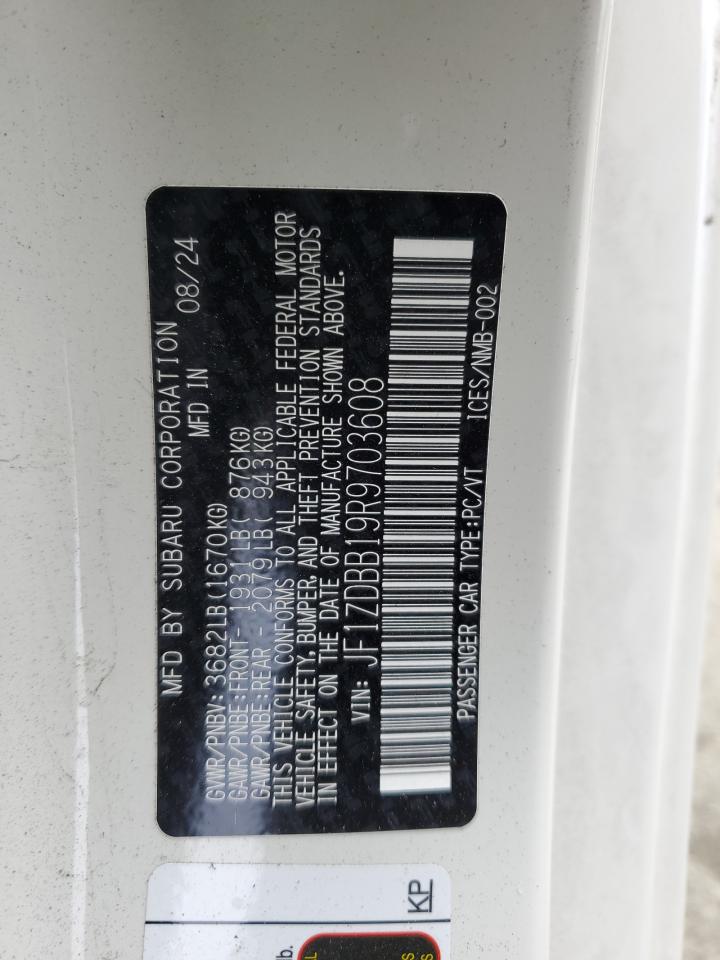 MFD BY SUBARU CORPORATION
MFD IN 08/24
GVWR/PNBV: 3682LB(1670KG)
GAWR/PNBE:FRONT- 1931LB( 876KG)
GAWR/PNBE:REAR - 2079LB( 943KG)
THIS VEHICLE CONFORMS TO ALL APPLICABLE FEDERAL MOTOR
VEHICLE SAFETY,BUMPER,AND THEFT PREVENTION STANDARDS
IN EFFECT ON THE DATE OF MANUFACTURE SHOWN ABOVE.
VIN: JF1ZDBB19R9703608
PASSENGER CAR TYPE:PC/VT ICES/NMB-002
lb.
KP